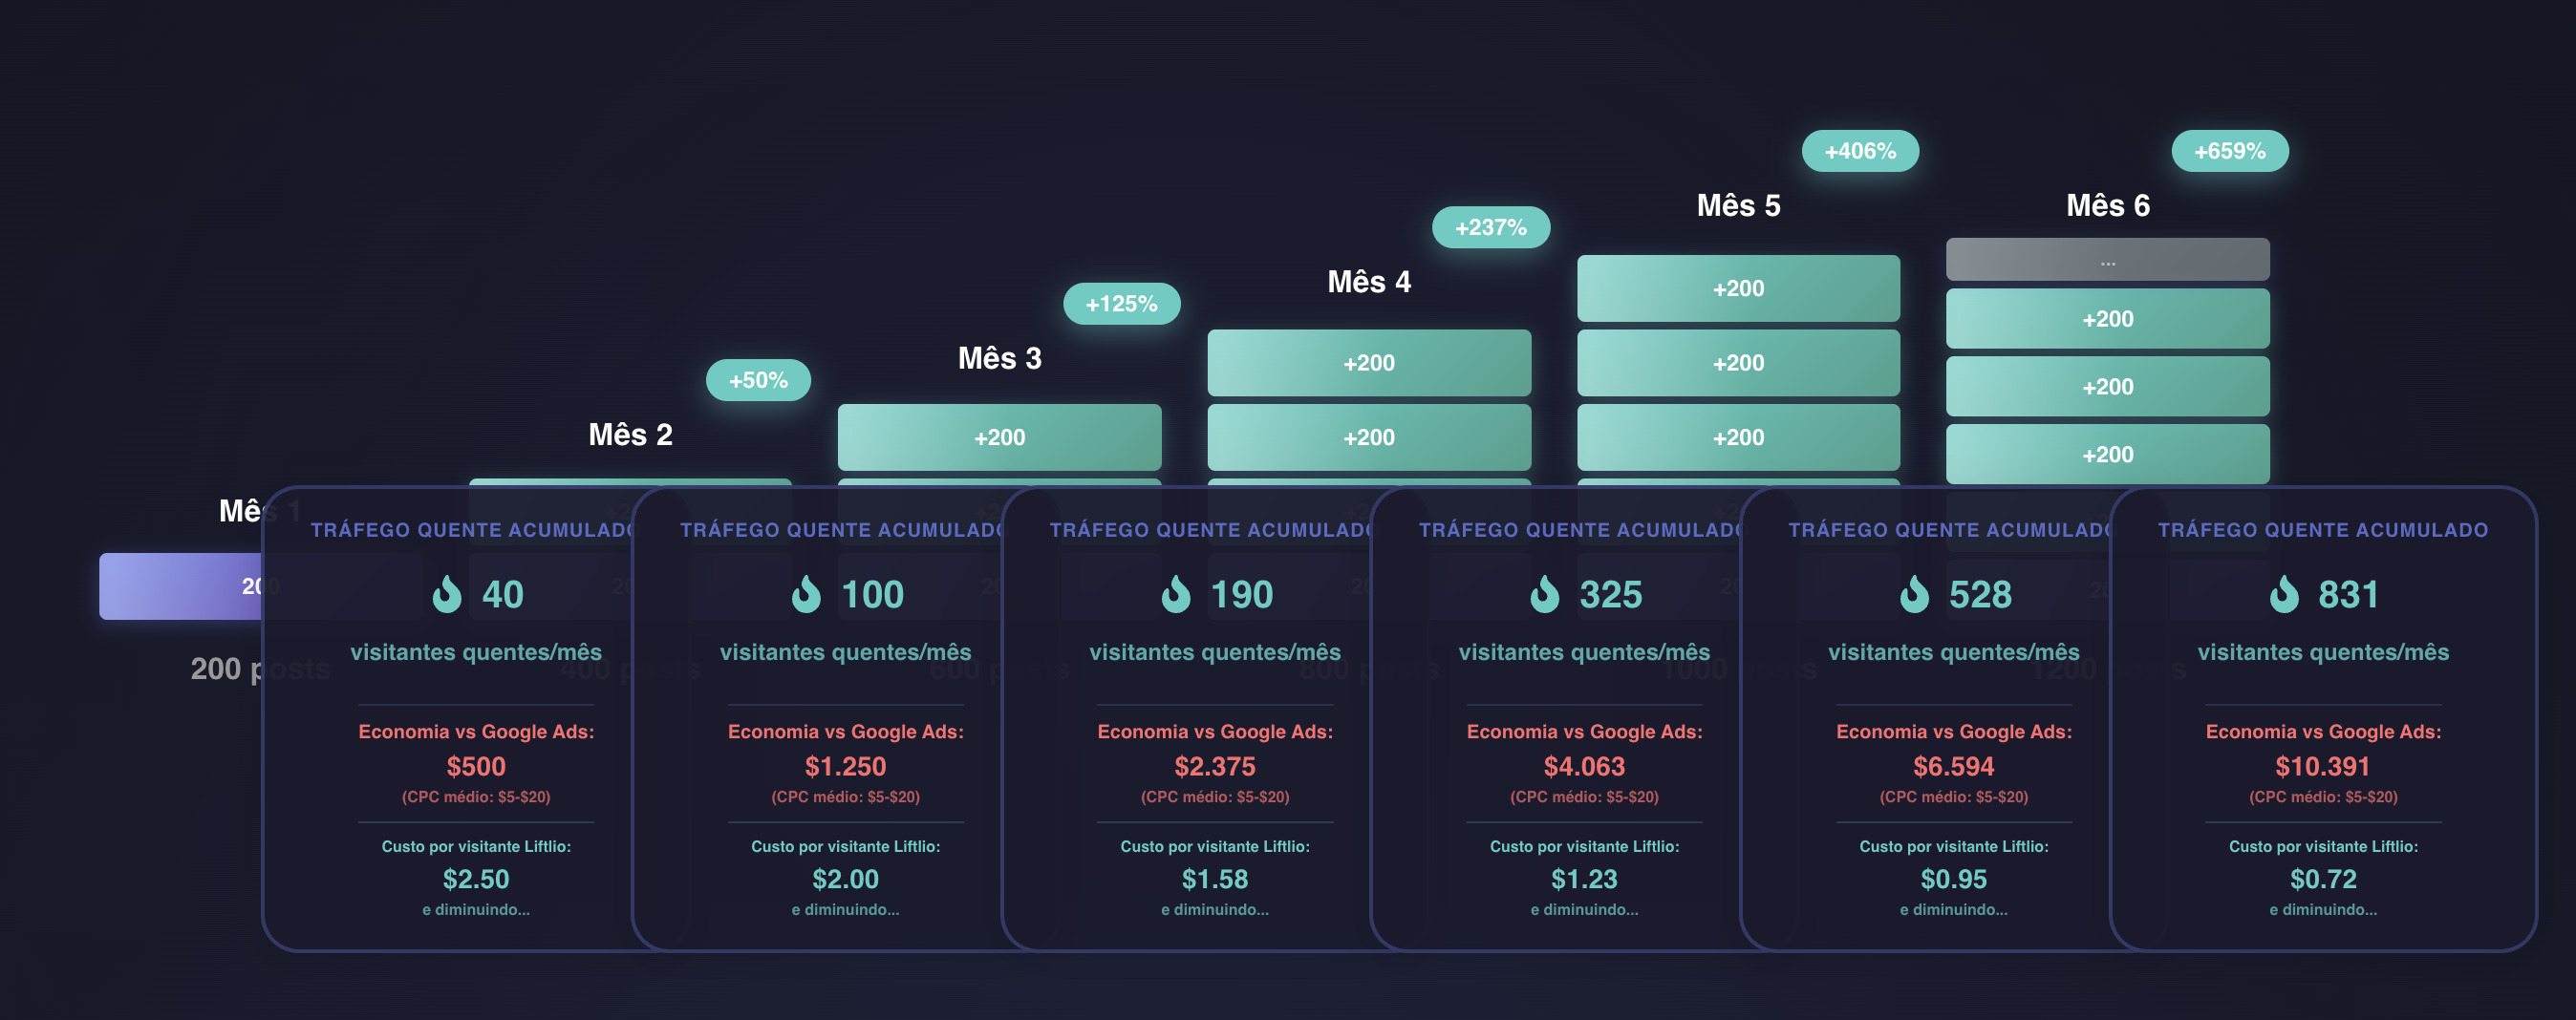 Mês 1
200
200 posts
TRÁFEGO QUENTE ACUMULADO
40
visitantes quentes/mês
Economia vs Google Ads:
$500
(CPC médio: $5-$20)
Custo por visitante Liftlio:
$2.50
e diminuindo...
+50%
Mês 2
TRÁFEGO QUENTE ACUMULADO
100
visitantes quentes/mês
Economia vs Google Ads:
$1.250
(CPC médio: $5-$20)
Custo por visitante Liftlio:
$2.00
e diminuindo...
+125%
Mês 3
+200
TRÁFEGO QUENTE ACUMULADO
190
visitantes quentes/mês
Economia vs Google Ads:
$2.375
(CPC médio: $5-$20)
Custo por visitante Liftlio:
$1.58
e diminuindo...
+237%
Mês 4
+200
+200
TRÁFEGO QUENTE ACUMULADO
325
visitantes quentes/mês
Economia vs Google Ads:
$4.063
(CPC médio: $5-$20)
Custo por visitante Liftlio:
$1.23
e diminuindo...
+406%
Mês 5
+200
+200
+200
1000
TRÁFEGO QUENTE ACUMULADO
528
visitantes quentes/mês
Economia vs Google Ads:
$6.594
(CPC médio: $5-$20)
Custo por visitante Liftlio:
$0.95
e diminuindo...
+659%
Mês 6
...
+200
+200
+200
1200
TRÁFEGO QUENTE ACUMULADO
831
visitantes quentes/mês
Economia vs Google Ads:
$10.391
(CPC médio: $5-$20)
Custo por visitante Liftlio:
$0.72
e diminuindo...